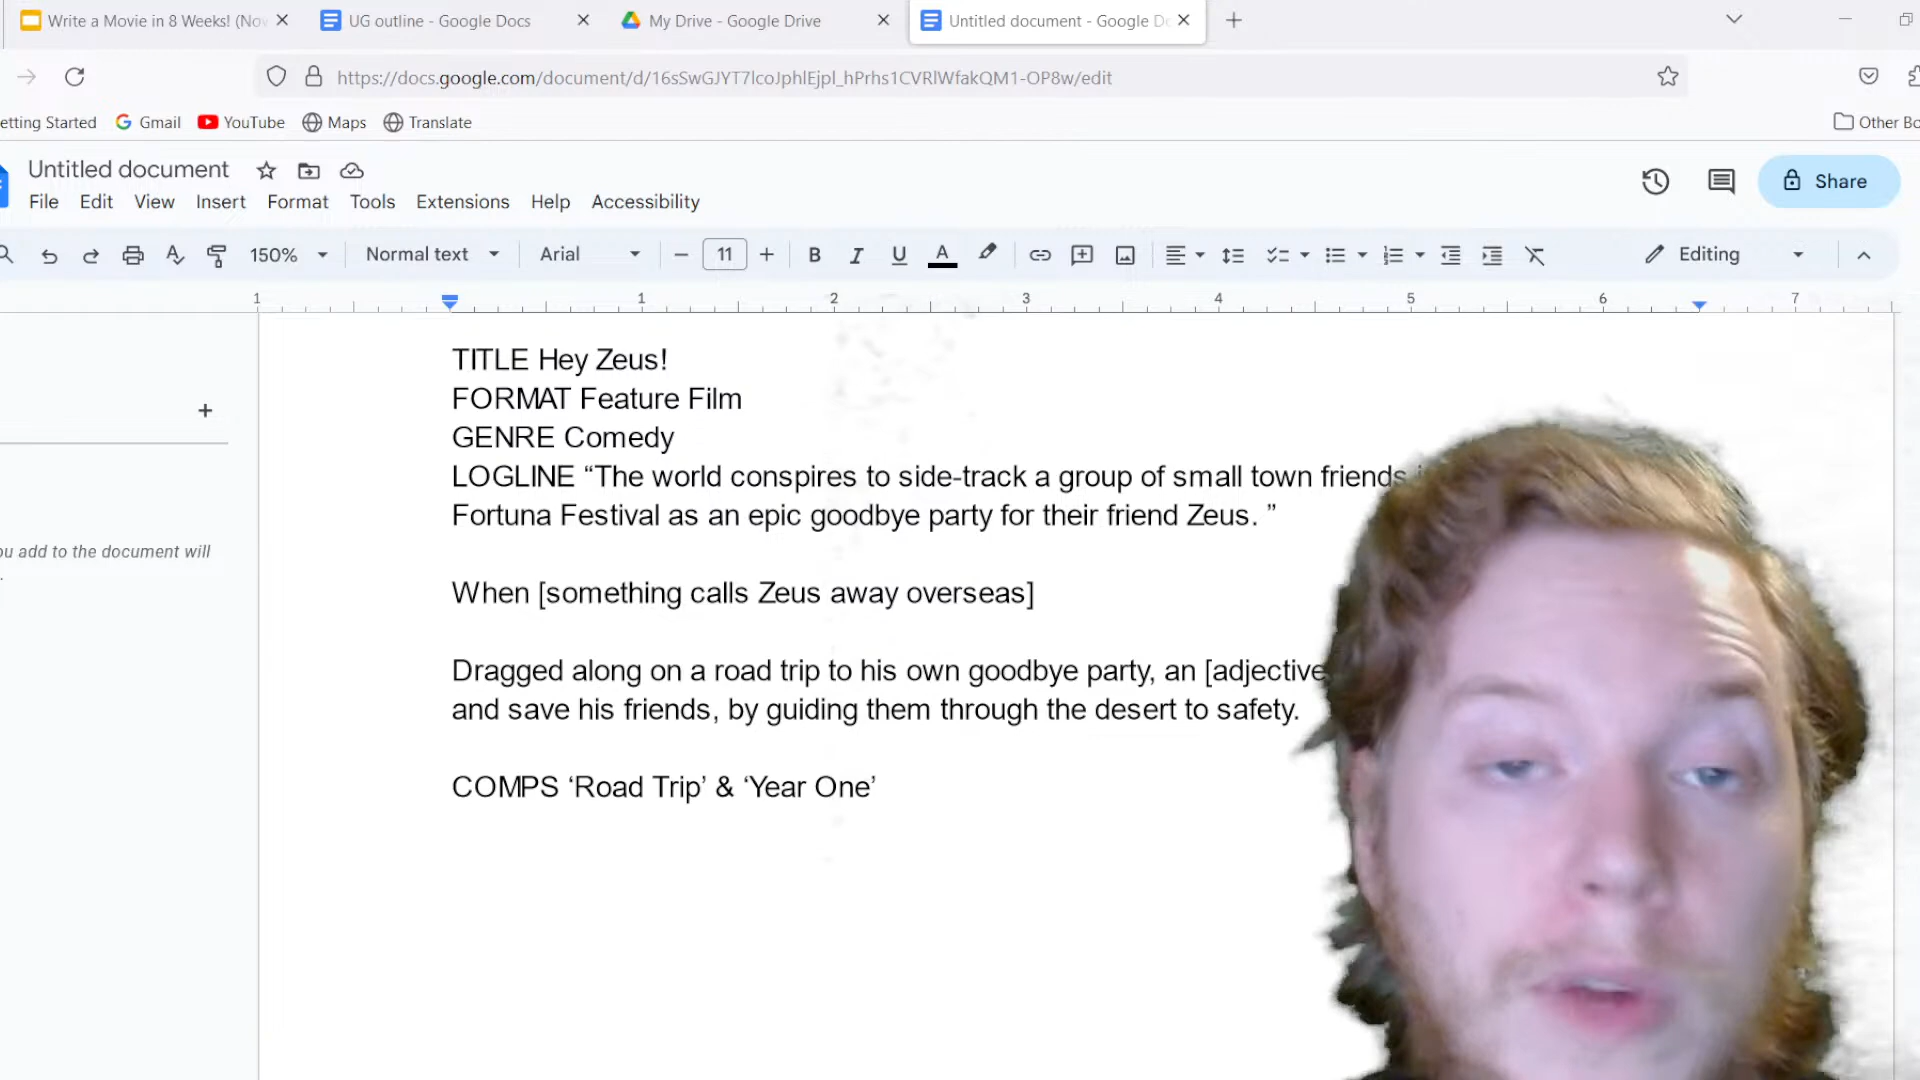 Write a Movie in 8 Weeks! (Nov
UG outline - Google Docs
My Drive - Google Drive
Untitled document - Google Do
https://docs.google.com/document/d/16sSwGJYT7lcoJphlEjpl_hPrhs1CVRlWfakQM1-OP8w/edit
etting Started
Gmail
YouTube
Maps
Translate
Other Bo
Untitled document
File Edit View Insert Format Tools Extensions Help Accessibility
Share
150%
Normal text
Arial
11
B I U A
Editing
1 1 2 3 4 5 6 7
TITLE Hey Zeus!
FORMAT Feature Film
GENRE Comedy
LOGLINE “The world conspires to side-track a group of small town friends
Fortuna Festival as an epic goodbye party for their friend Zeus. ”
ou add to the document will
When [something calls Zeus away overseas]
Dragged along on a road trip to his own goodbye party, an [adjective
and save his friends, by guiding them through the desert to safety.
COMPS ‘Road Trip’ & ‘Year One’